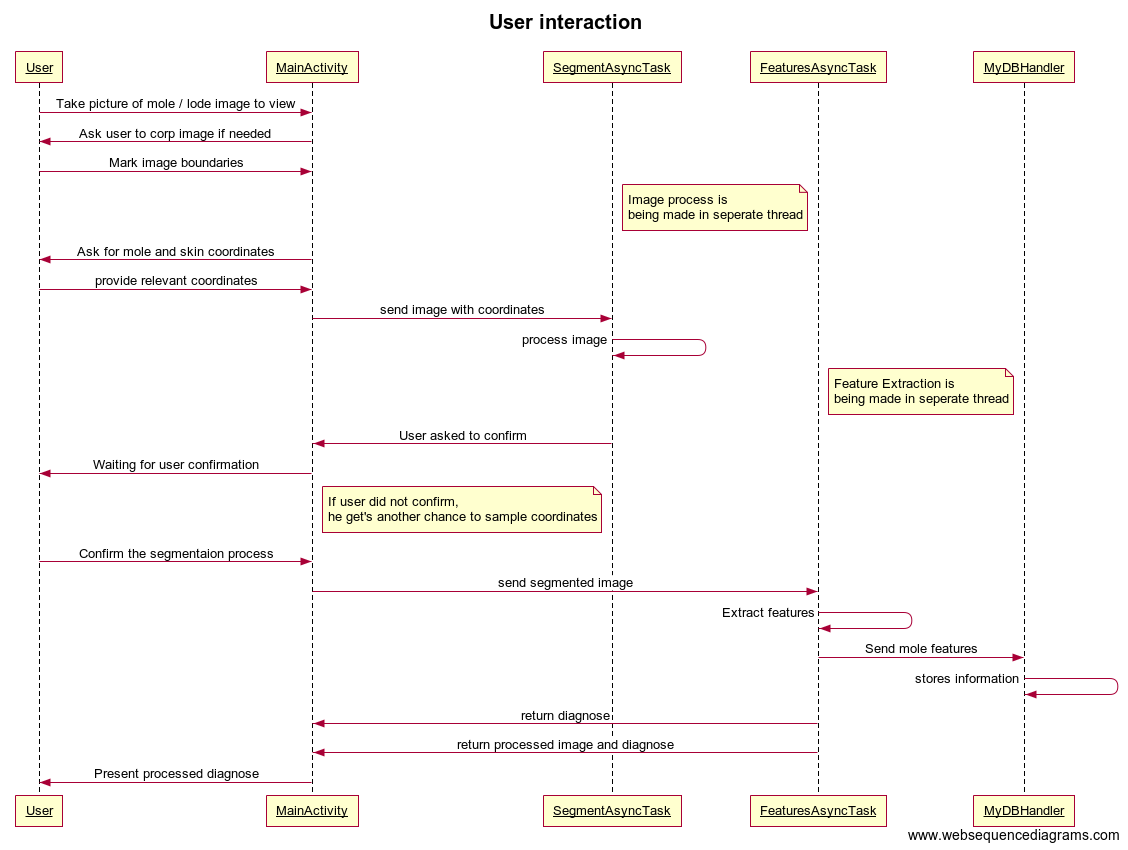 User interaction
User
MainActivity
SegmentAsyncTask
FeaturesAsyncTask
MyDBHandler
Take picture of mole / lode image to view
Ask user to corp image if needed
Mark image boundaries
Image process is
being made in seperate thread
Ask for mole and skin coordinates
provide relevant coordinates
send image with coordinates
process image
Feature Extraction is
being made in seperate thread
User asked to confirm
Waiting for user confirmation
If user did not confirm,
he get's another chance to sample coordinates
Confirm the segmentaion process
send segmented image
Extract features
Send mole features
stores information
return diagnose
return processed image and diagnose
Present processed diagnose
User
MainActivity
SegmentAsyncTask
FeaturesAsyncTask
MyDBHandler
www.websequencediagrams.com